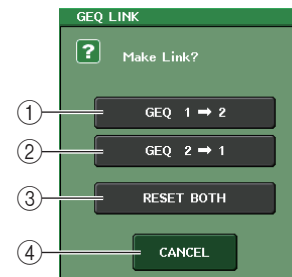 GEQ LINK
? Make Link?
① GEQ 1 ➡ 2
② GEQ 2 ➡ 1
③ RESET BOTH
④ CANCEL